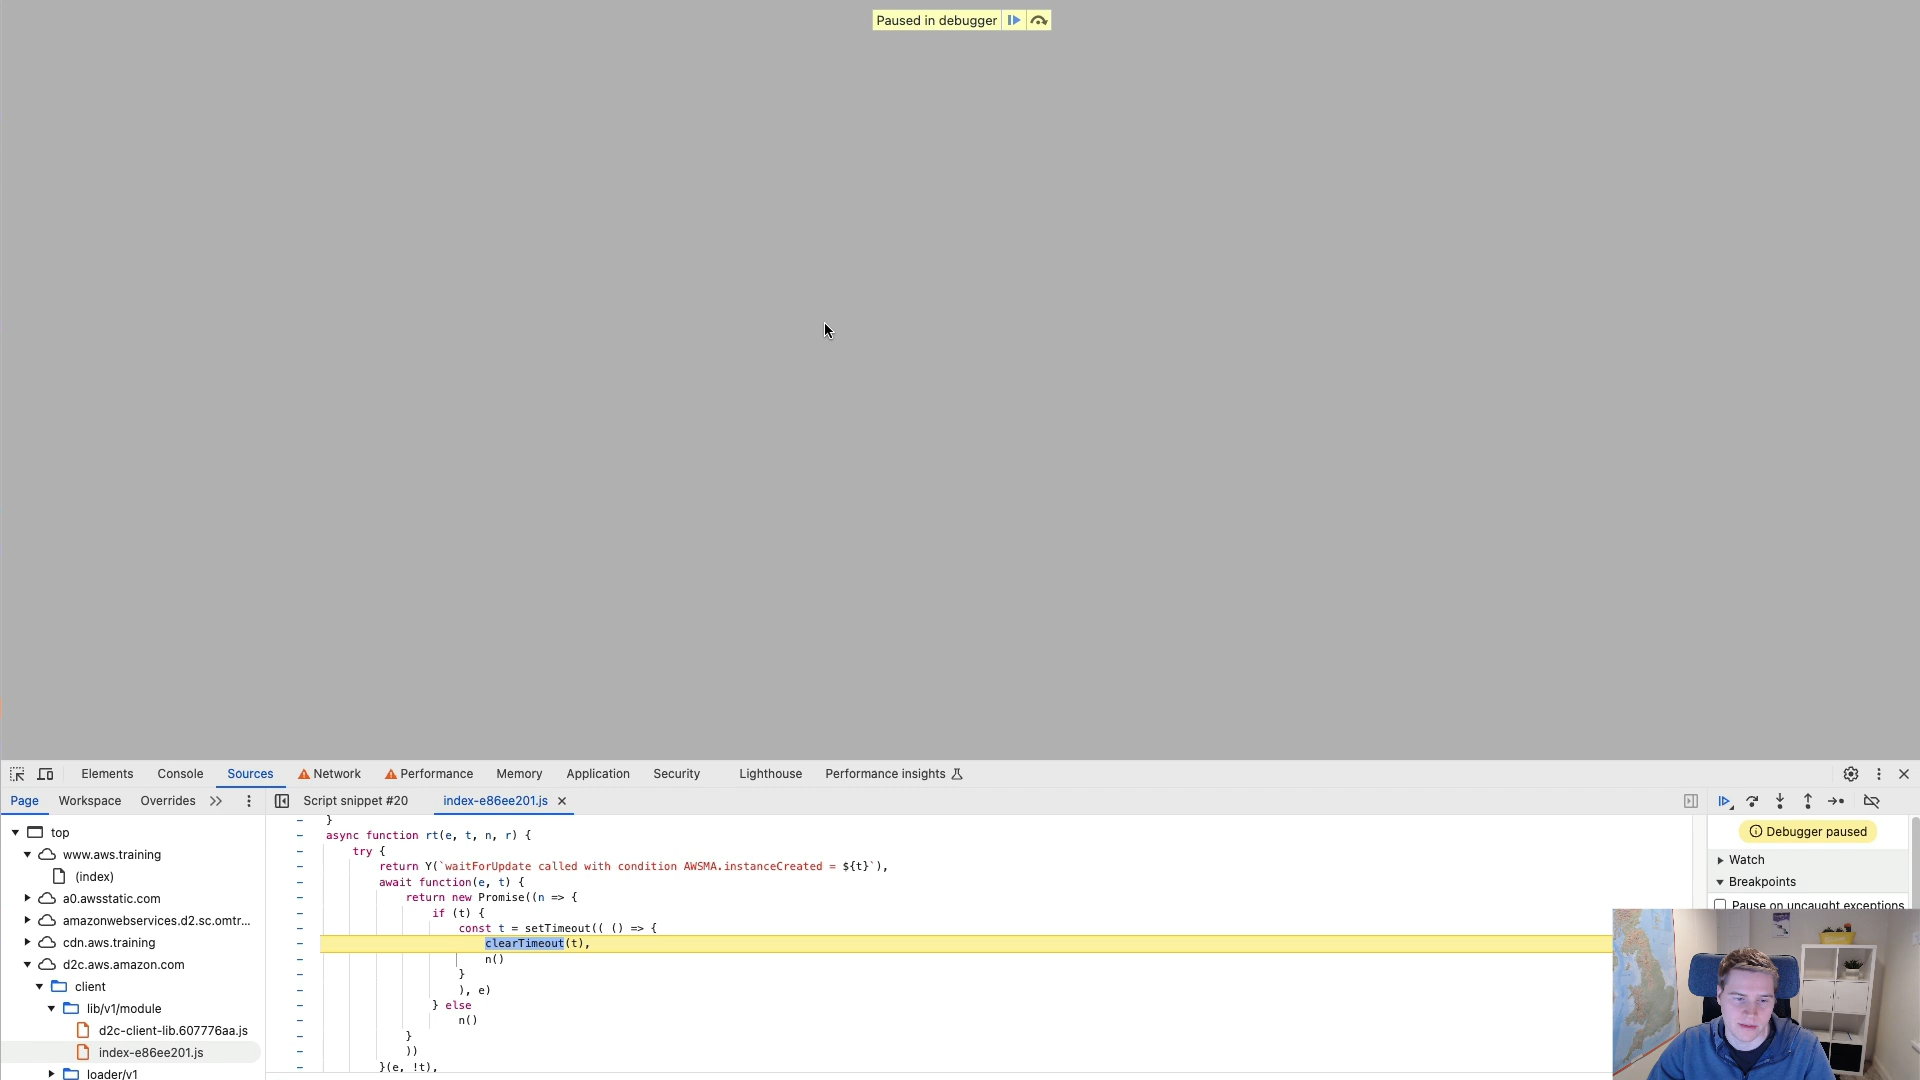 Paused in debugger
Elements Console Sources Network Performance Memory Application Security Lighthouse Performance insights
Page Workspace Overrides Script snippet #20 index-e86ee201.js
top
www.aws.training
(index)
a0.awsstatic.com
amazonwebservices.d2.sc.omtr...
cdn.aws.training
d2c.aws.amazon.com
client
lib/v1/module
d2c-client-lib.607776aa.js
index-e86ee201.js
loader/v1
}
async function rt(e, t, n, r) {
try {
return Y(`waitForUpdate called with condition AWSMA.instanceCreated = ${t}`),
await function(e, t) {
return new Promise((n => {
if (t) {
const t = setTimeout(( () => {
clearTimeout(t),
n()
}
), e)
} else
n()
}
))
}(e, !t),
Debugger paused
Watch
Breakpoints
Pause on uncaught exceptions